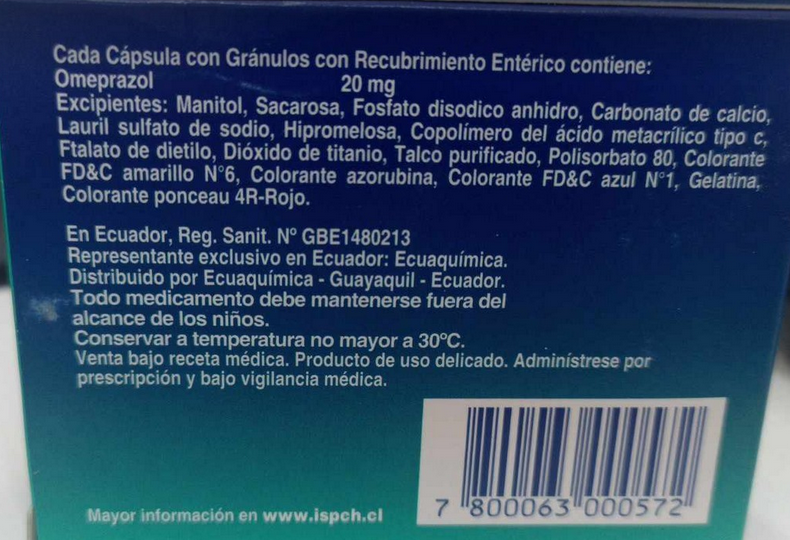 Cada Cápsula con Gránulos con Recubrimiento Entérico contiene:
Omeprazol 20 mg
Excipientes: Manitol, Sacarosa, Fosfato disodico anhidro, Carbonato de calcio,
Lauril sulfato de sodio, Hipromelosa, Copolímero del ácido metacrílico tipo c,
Ftalato de dietilo, Dióxido de titanio, Talco purificado, Polisorbato 80, Colorante
FD&C amarillo N°6, Colorante azorubina, Colorante FD&C azul N°1, Gelatina,
Colorante ponceau 4R-Rojo.
En Ecuador, Reg. Sanit. Nº GBE1480213
Representante exclusivo en Ecuador: Ecuaquímica.
Distribuido por Ecuaquímica - Guayaquil - Ecuador.
Todo medicamento debe mantenerse fuera del
alcance de los niños.
Conservar a temperatura no mayor a 30ºC.
Venta bajo receta médica. Producto de uso delicado. Adminístrese por
prescripción y bajo vigilancia médica.
7 800063 000572
Mayor información en www.ispch.cl